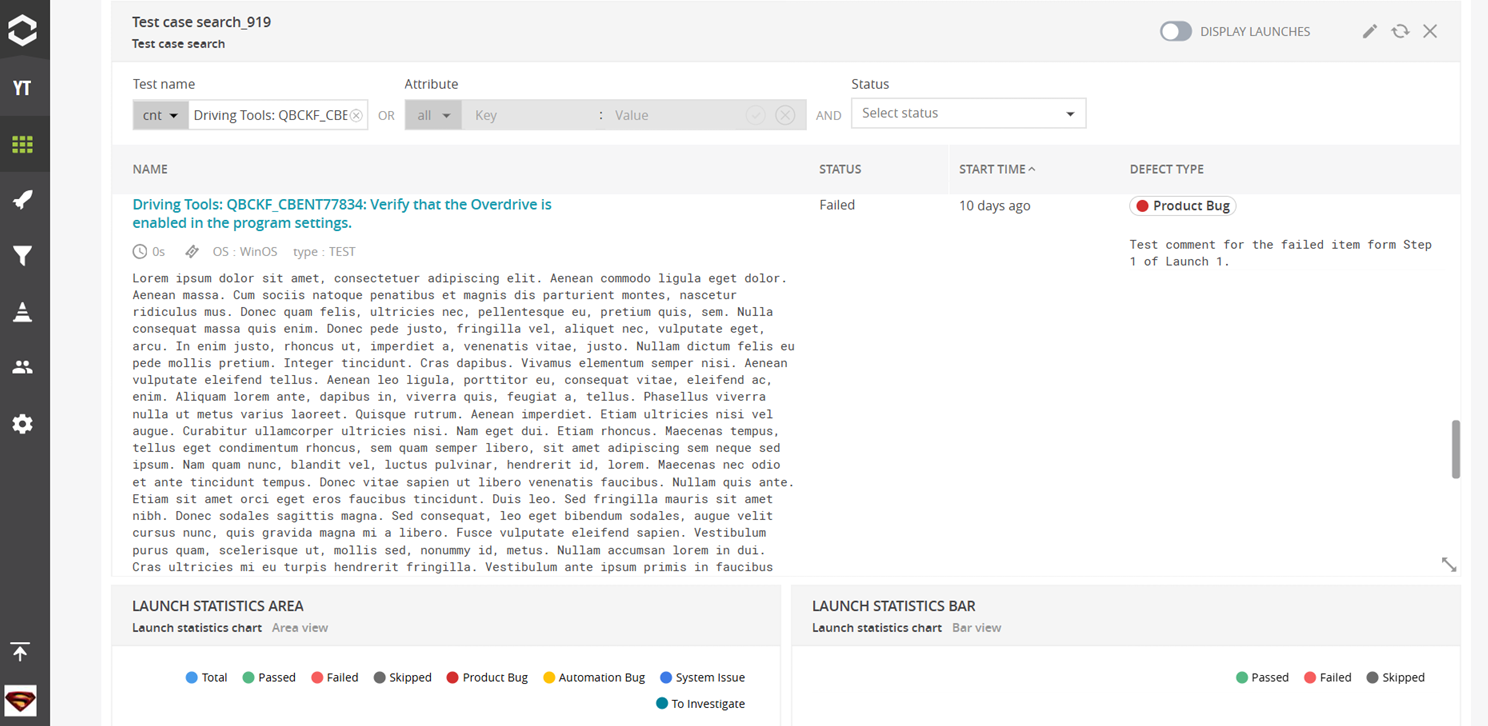 Test case search_919
Test case search
DISPLAY LAUNCHES
YT
Test name
Attribute
Status
cnt
Driving Tools: QBCKF_CBE
OR
all
Key
:
Value
AND
Select status
NAME
STATUS
START TIME
DEFECT TYPE
Driving Tools: QBCKF_CBENT77834: Verify that the Overdrive is
enabled in the program settings.
Failed
10 days ago
Product Bug
0s
OS : WinOS
type : TEST
Test comment for the failed item form Step
1 of Launch 1.
Lorem ipsum dolor sit amet, consectetuer adipiscing elit. Aenean commodo ligula eget dolor.
Aenean massa. Cum sociis natoque penatibus et magnis dis parturient montes, nascetur
ridiculus mus. Donec quam felis, ultricies nec, pellentesque eu, pretium quis, sem. Nulla
consequat massa quis enim. Donec pede justo, fringilla vel, aliquet nec, vulputate eget,
arcu. In enim justo, rhoncus ut, imperdiet a, venenatis vitae, justo. Nullam dictum felis eu
pede mollis pretium. Integer tincidunt. Cras dapibus. Vivamus elementum semper nisi. Aenean
vulputate eleifend tellus. Aenean leo ligula, porttitor eu, consequat vitae, eleifend ac,
enim. Aliquam lorem ante, dapibus in, viverra quis, feugiat a, tellus. Phasellus viverra
nulla ut metus varius laoreet. Quisque rutrum. Aenean imperdiet. Etiam ultricies nisi vel
augue. Curabitur ullamcorper ultricies nisi. Nam eget dui. Etiam rhoncus. Maecenas tempus,
tellus eget condimentum rhoncus, sem quam semper libero, sit amet adipiscing sem neque sed
ipsum. Nam quam nunc, blandit vel, luctus pulvinar, hendrerit id, lorem. Maecenas nec odio
et ante tincidunt tempus. Donec vitae sapien ut libero venenatis faucibus. Nullam quis ante.
Etiam sit amet orci eget eros faucibus tincidunt. Duis leo. Sed fringilla mauris sit amet
nibh. Donec sodales sagittis magna. Sed consequat, leo eget bibendum sodales, augue velit
cursus nunc, quis gravida magna mi a libero. Fusce vulputate eleifend sapien. Vestibulum
purus quam, scelerisque ut, mollis sed, nonummy id, metus. Nullam accumsan lorem in dui.
Cras ultricies mi eu turpis hendrerit fringilla. Vestibulum ante ipsum primis in faucibus
LAUNCH STATISTICS AREA
Launch statistics chart Area view
Total
Passed
Failed
Skipped
Product Bug
Automation Bug
System Issue
To Investigate
LAUNCH STATISTICS BAR
Launch statistics chart Bar view
Passed
Failed
Skipped